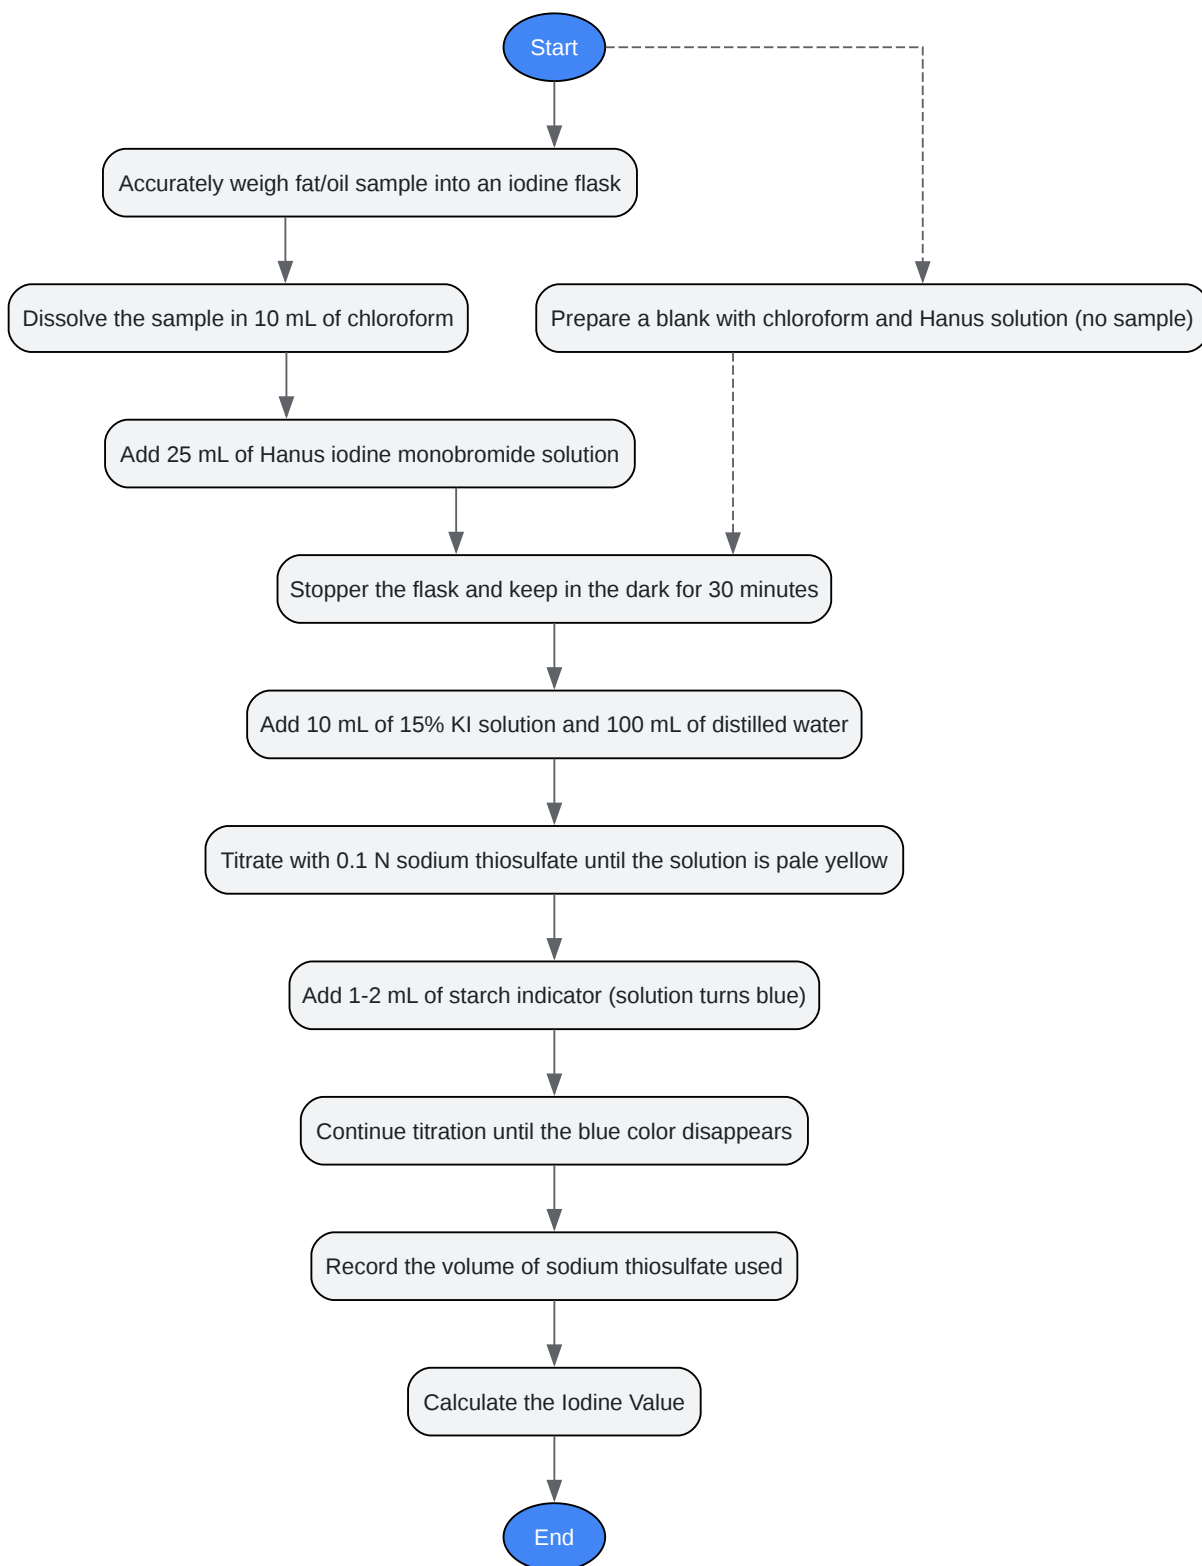 Start
Accurately weigh fat/oil sample into an iodine flask
Dissolve the sample in 10 mL of chloroform
Prepare a blank with chloroform and Hanus solution (no sample)
Add 25 mL of Hanus iodine monobromide solution
Stopper the flask and keep in the dark for 30 minutes
Add 10 mL of 15% KI solution and 100 mL of distilled water
Titrate with 0.1 N sodium thiosulfate until the solution is pale yellow
Add 1-2 mL of starch indicator (solution turns blue)
Continue titration until the blue color disappears
Record the volume of sodium thiosulfate used
Calculate the Iodine Value
End